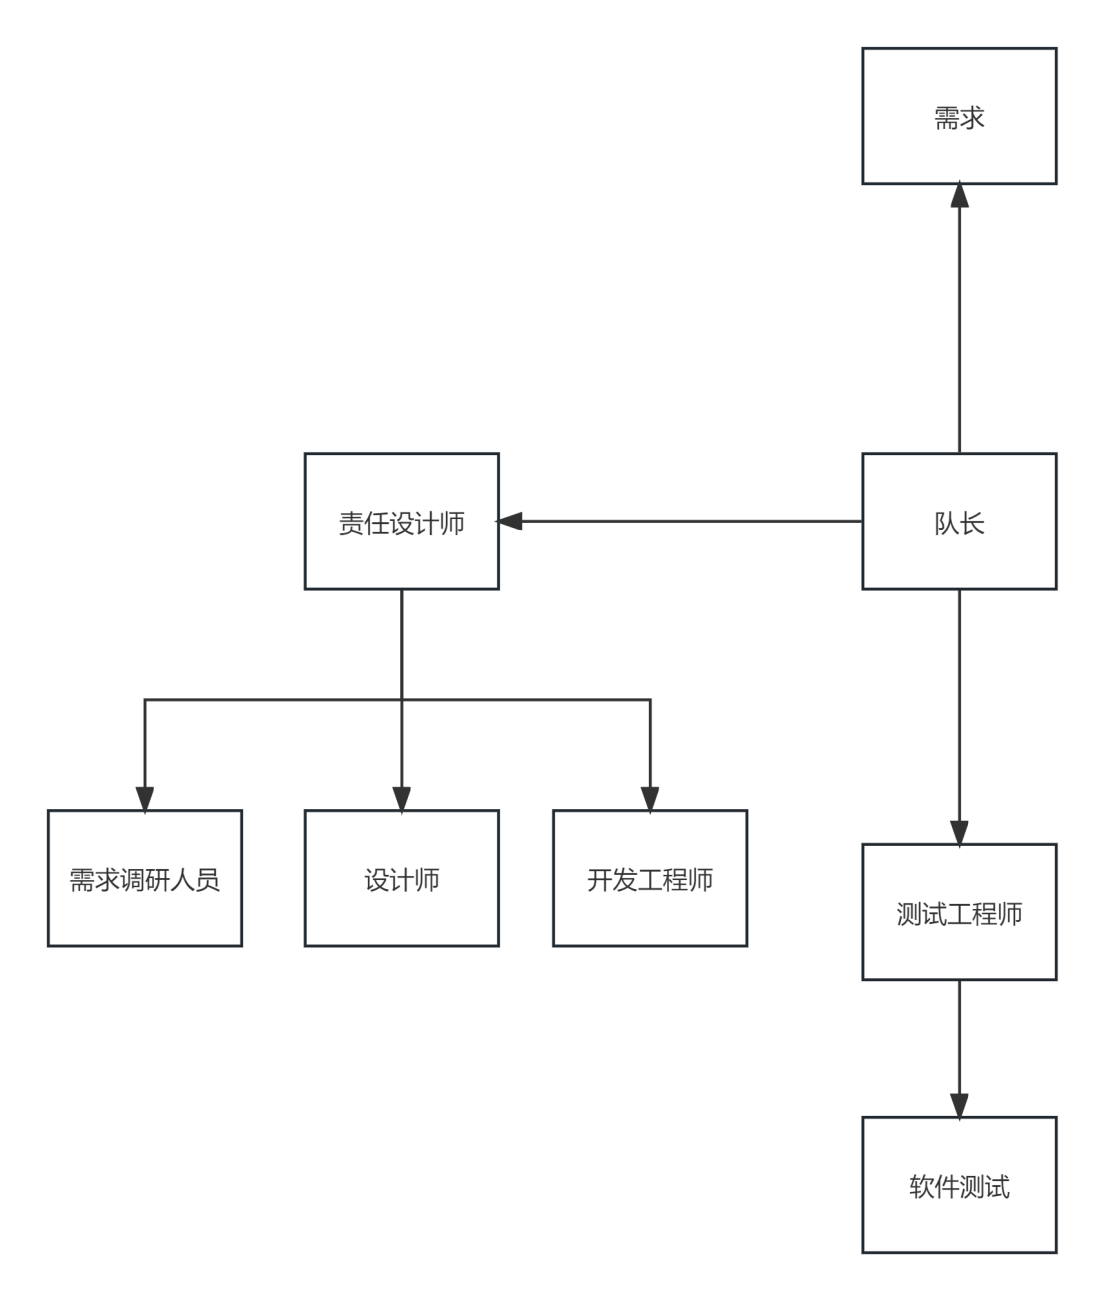 需求
责任设计师
队长
需求调研人员
设计师
开发工程师
测试工程师
软件测试